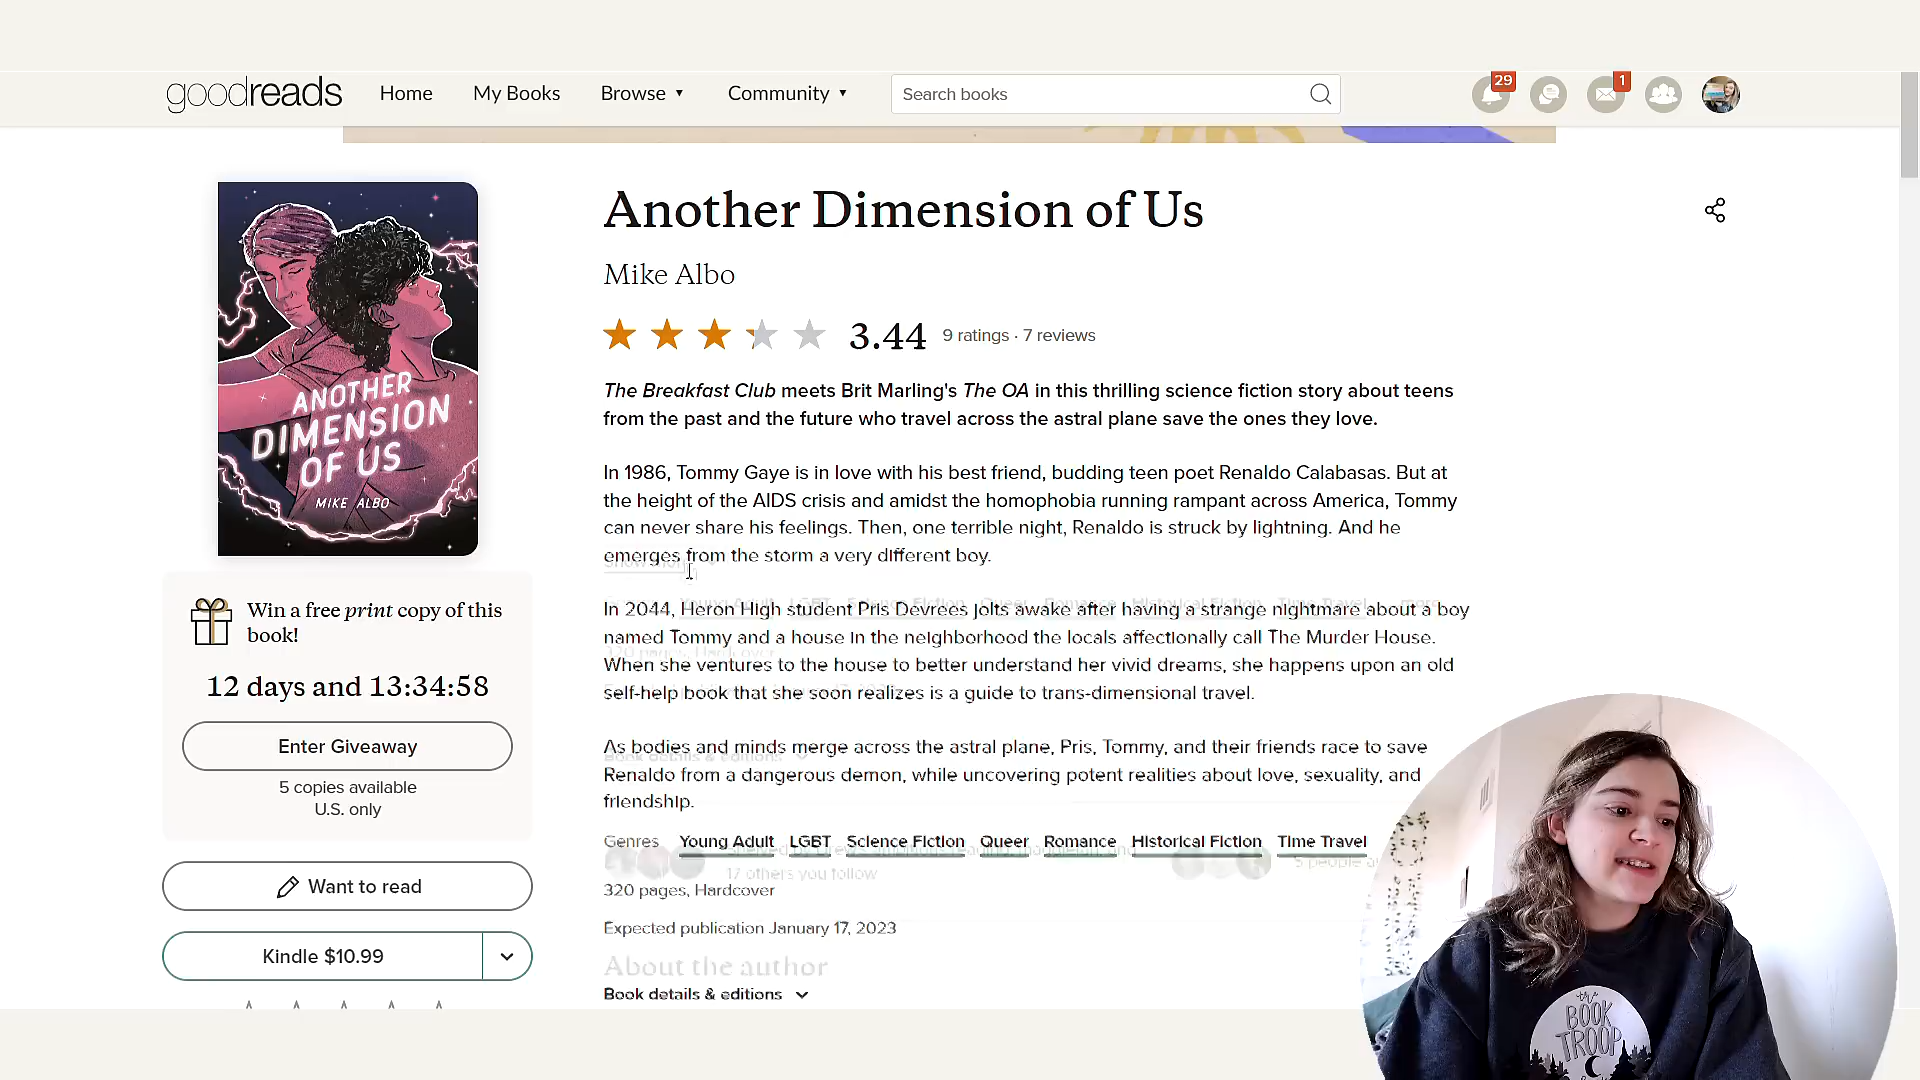 goodreads Home My Books Browse Community Search books 29 1
Another Dimension of Us
Mike Albo
3.44 9 ratings · 7 reviews
The Breakfast Club meets Brit Marling's The OA in this thrilling science fiction story about teens
from the past and the future who travel across the astral plane save the ones they love.
In 1986, Tommy Gaye is in love with his best friend, budding teen poet Renaldo Calabasas. But at
the height of the AIDS crisis and amidst the homophobia running rampant across America, Tommy
can never share his feelings. Then, one terrible night, Renaldo is struck by lightning. And he
emerges from the storm a very different boy.
In 2044, Heron High student Pris Devrees jolts awake after having a strange nightmare about a boy
named Tommy and a house in the neighborhood the locals affectionally call The Murder House.
When she ventures to the house to better understand her vivid dreams, she happens upon an old
self-help book that she soon realizes is a guide to trans-dimensional travel.
As bodies and minds merge across the astral plane, Pris, Tommy, and their friends race to save
Renaldo from a dangerous demon, while uncovering potent realities about love, sexuality, and
friendship.
Genres Young Adult LGBT Science Fiction Queer Romance Historical Fiction Time Travel
17 others you follow
320 pages, Hardcover
Expected publication January 17, 2023
About the author
Book details & editions
ANOTHER
DIMENSION
OF US
MIKE ALBO
Win a free print copy of this
book!
12 days and 13:34:58
Enter Giveaway
5 copies available
U.S. only
Want to read
Kindle $10.99
the
BOOK
TROOP